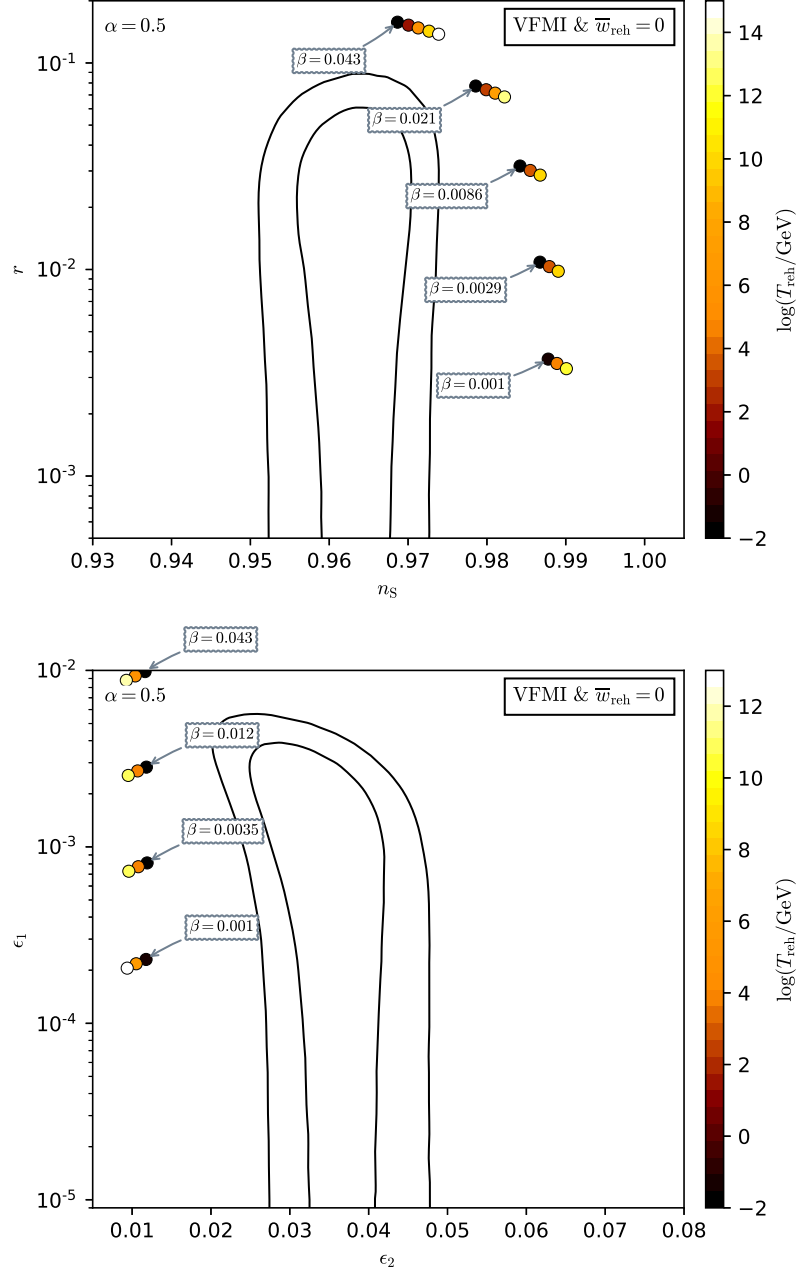 α = 0.5
VFMI & w̅_reh = 0
β = 0.043
β = 0.021
β = 0.0086
β = 0.0029
β = 0.001
10⁻¹
10⁻²
10⁻³
r
0.93 0.94 0.95 0.96 0.97 0.98 0.99 1.00
n_S
14
12
10
8
6
4
2
0
−2
log(T_reh/GeV)
β = 0.043
α = 0.5
VFMI & w̅_reh = 0
β = 0.012
β = 0.0035
β = 0.001
10⁻²
10⁻³
10⁻⁴
10⁻⁵
ϵ₁
0.01 0.02 0.03 0.04 0.05 0.06 0.07 0.08
ϵ₂
12
10
8
6
4
2
0
−2
log(T_reh/GeV)